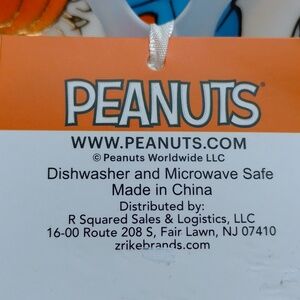 PEANUTS®
WWW.PEANUTS.COM
© Peanuts Worldwide LLC
Dishwasher and Microwave Safe
Made in China
Distributed by:
R Squared Sales & Logistics, LLC
16-00 Route 208 S, Fair Lawn, NJ 07410
zrikebrands.com